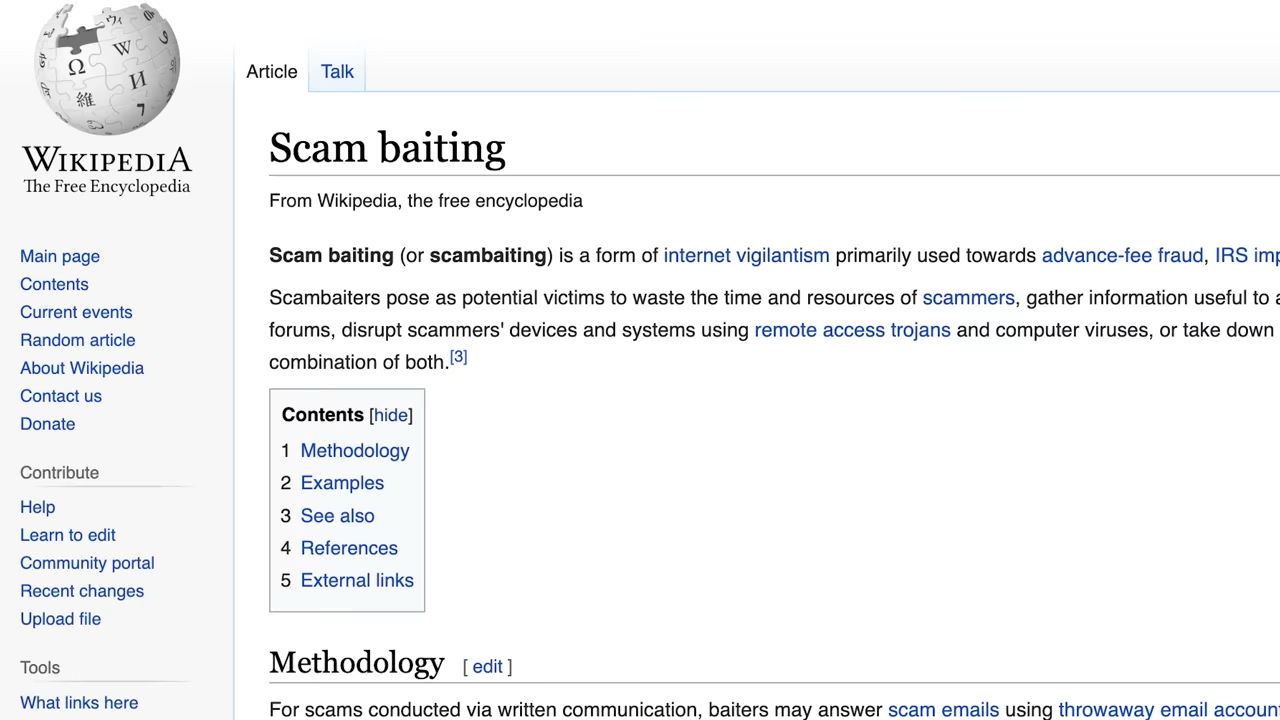 WIKIPEDIA
The Free Encyclopedia
Main page
Contents
Current events
Random article
About Wikipedia
Contact us
Donate
Contribute
Help
Learn to edit
Community portal
Recent changes
Upload file
Tools
What links here
Article Talk
Scam baiting
From Wikipedia, the free encyclopedia
Scam baiting (or scambaiting) is a form of internet vigilantism primarily used towards advance-fee fraud, IRS
Scambaiters pose as potential victims to waste the time and resources of scammers, gather information useful to
forums, disrupt scammers' devices and systems using remote access trojans and computer viruses, or take down
combination of both.[3]
Contents [hide]
1 Methodology
2 Examples
3 See also
4 References
5 External links
Methodology [ edit ]
For scams conducted via written communication, baiters may answer scam emails using throwaway email